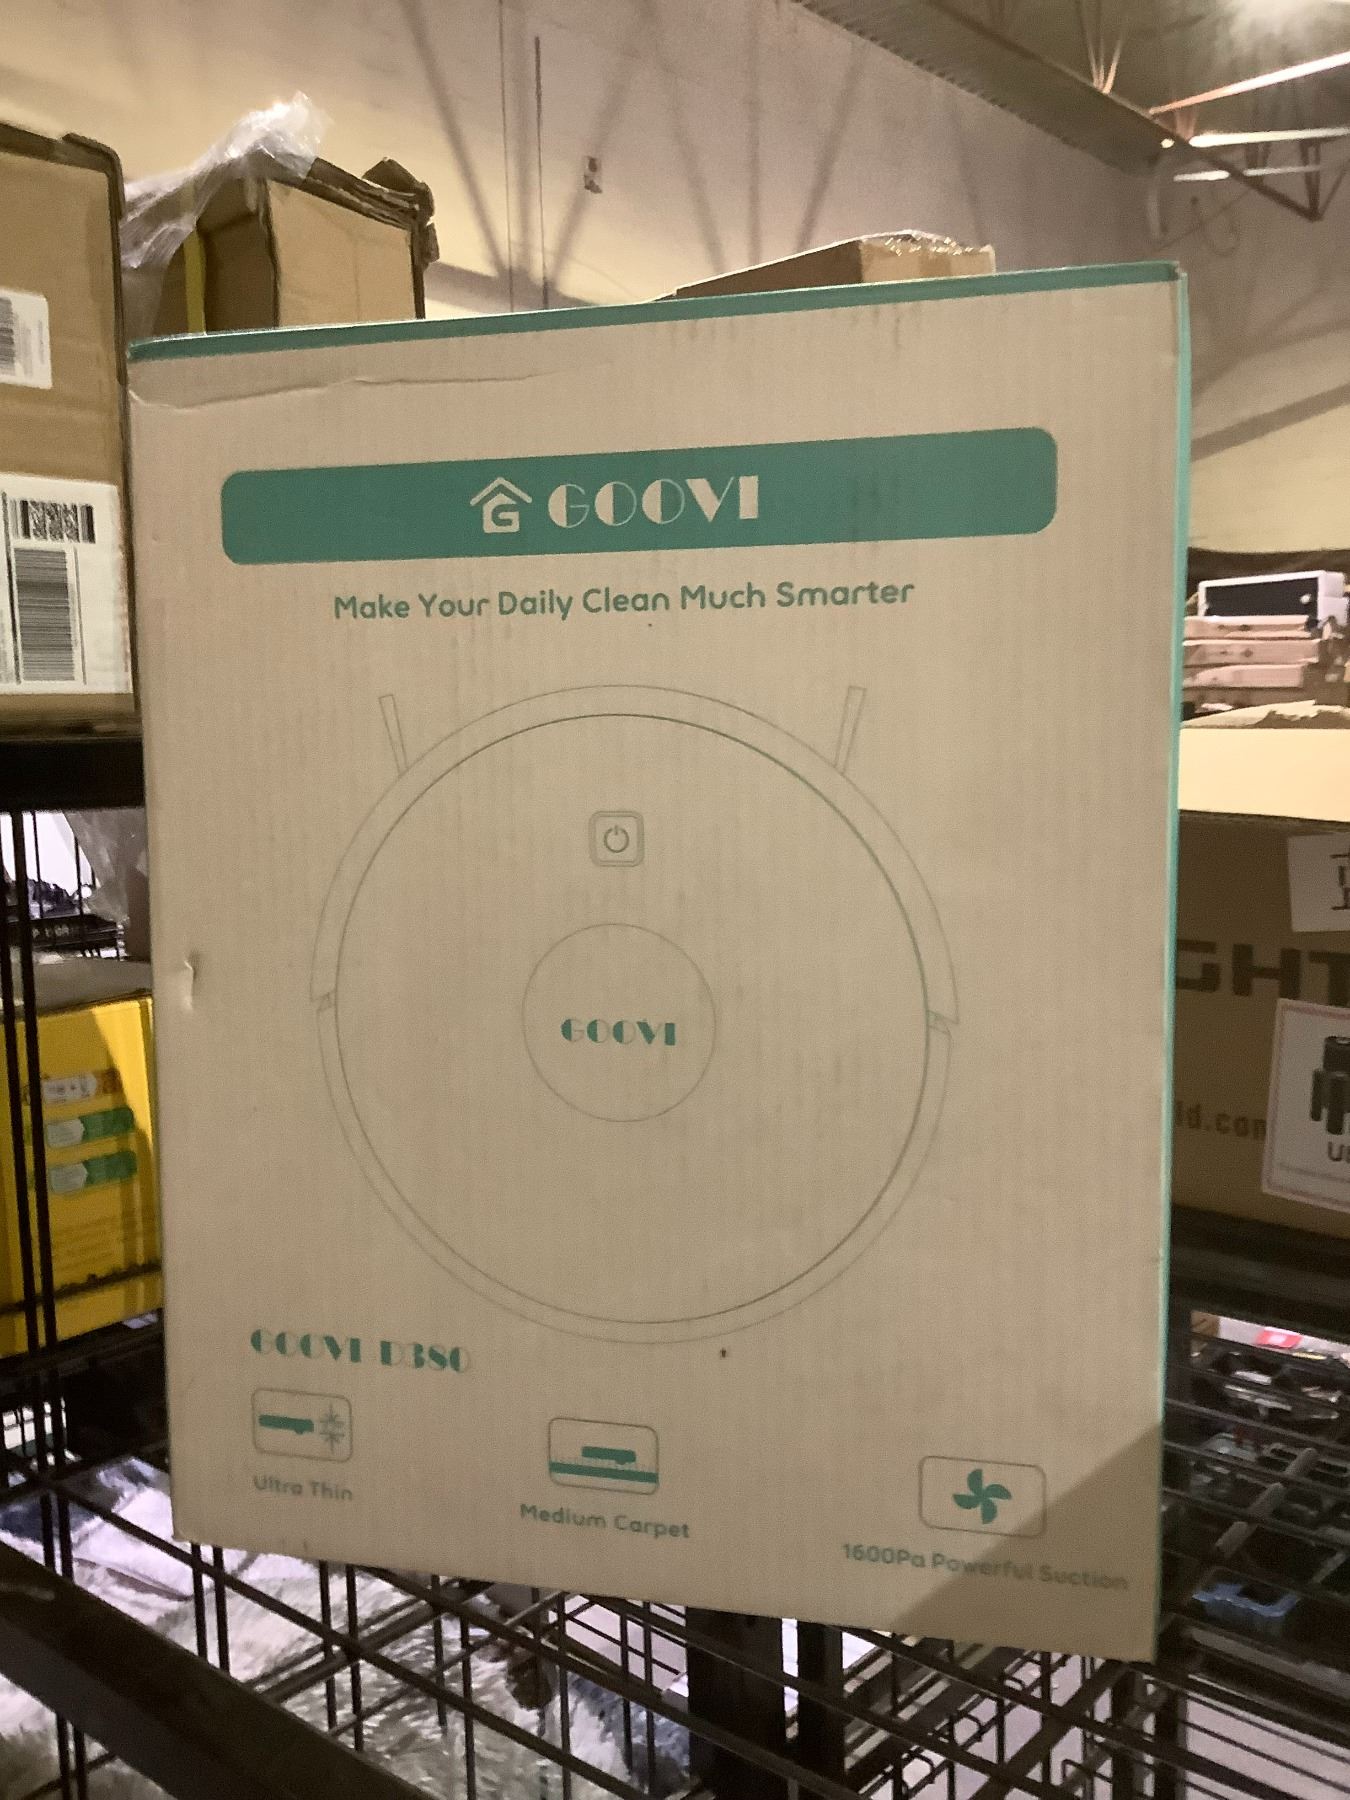 GOOVI
Make Your Daily Clean Much Smarter
GOOVI
GOOVI D380
Ultra Thin
Medium Carpet
1600Pa Powerful Suction